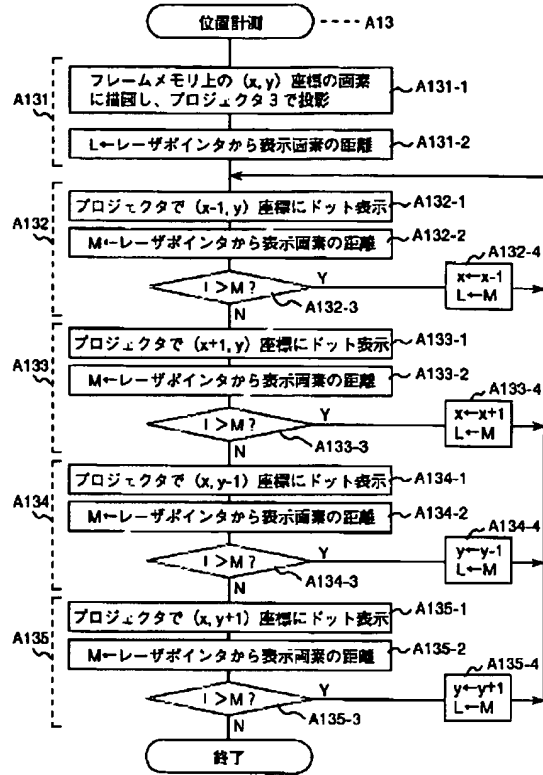 位置計測
A13
A131
フレームメモリ上の (x, y) 座標の画素
に描図し、プロジェクタ3で投影
A131-1
L←レーザポインタから表示画素の距離
A131-2
A132
プロジェクタで (x-1, y) 座標にドット表示
A132-1
M←レーザポインタから表示画素の距離
A132-2
l>M?
Y
A132-3
N
A132-4
x←x-1
L←M
A133
プロジェクタで (x+1, y) 座標にドット表示
A133-1
M←レーザポインタから表示画素の距離
A133-2
l>M?
Y
A133-3
N
A133-4
x←x+1
L←M
A134
プロジェクタで (x, y-1) 座標にドット表示
A134-1
M←レーザポインタから表示画素の距離
A134-2
l>M?
Y
A134-3
N
A134-4
y←y-1
L←M
A135
プロジェクタで (x, y+1) 座標にドット表示
A135-1
M←レーザポインタから表示画素の距離
A135-2
l>M?
Y
A135-3
N
A135-4
y←y+1
L←M
終了